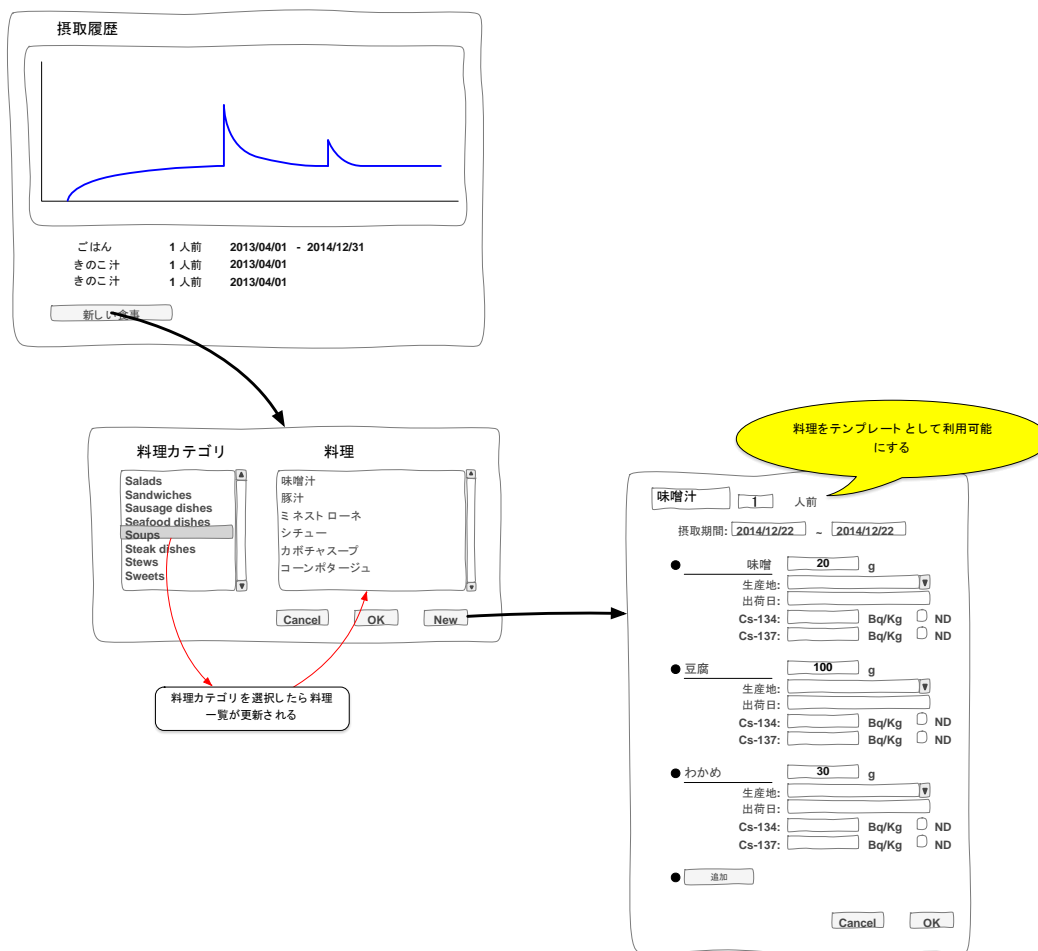 摂取履歴
ごはん 1 人前 2013/04/01 - 2014/12/31
きのこ汁 1 人前 2013/04/01
きのこ汁 1 人前 2013/04/01
新しい食事
料理カテゴリ 料理
Salads
Sandwiches
Sausage dishes
Seafood dishes
Soups
Steak dishes
Stews
Sweets
味噌汁
豚汁
ミネストローネ
シチュー
カボチャスープ
コーンポタージュ
Cancel OK New
料理カテゴリを選択したら料理
一覧が更新される
料理をテンプレートとして利用可能
にする
味噌汁 1 人前
摂取期間: 2014/12/22 ~ 2014/12/22
味噌 20 g
生産地:
出荷日:
Cs-134: Bq/Kg ND
Cs-137: Bq/Kg ND
豆腐 100 g
生産地:
出荷日:
Cs-134: Bq/Kg ND
Cs-137: Bq/Kg ND
わかめ 30 g
生産地:
出荷日:
Cs-134: Bq/Kg ND
Cs-137: Bq/Kg ND
追加
Cancel OK